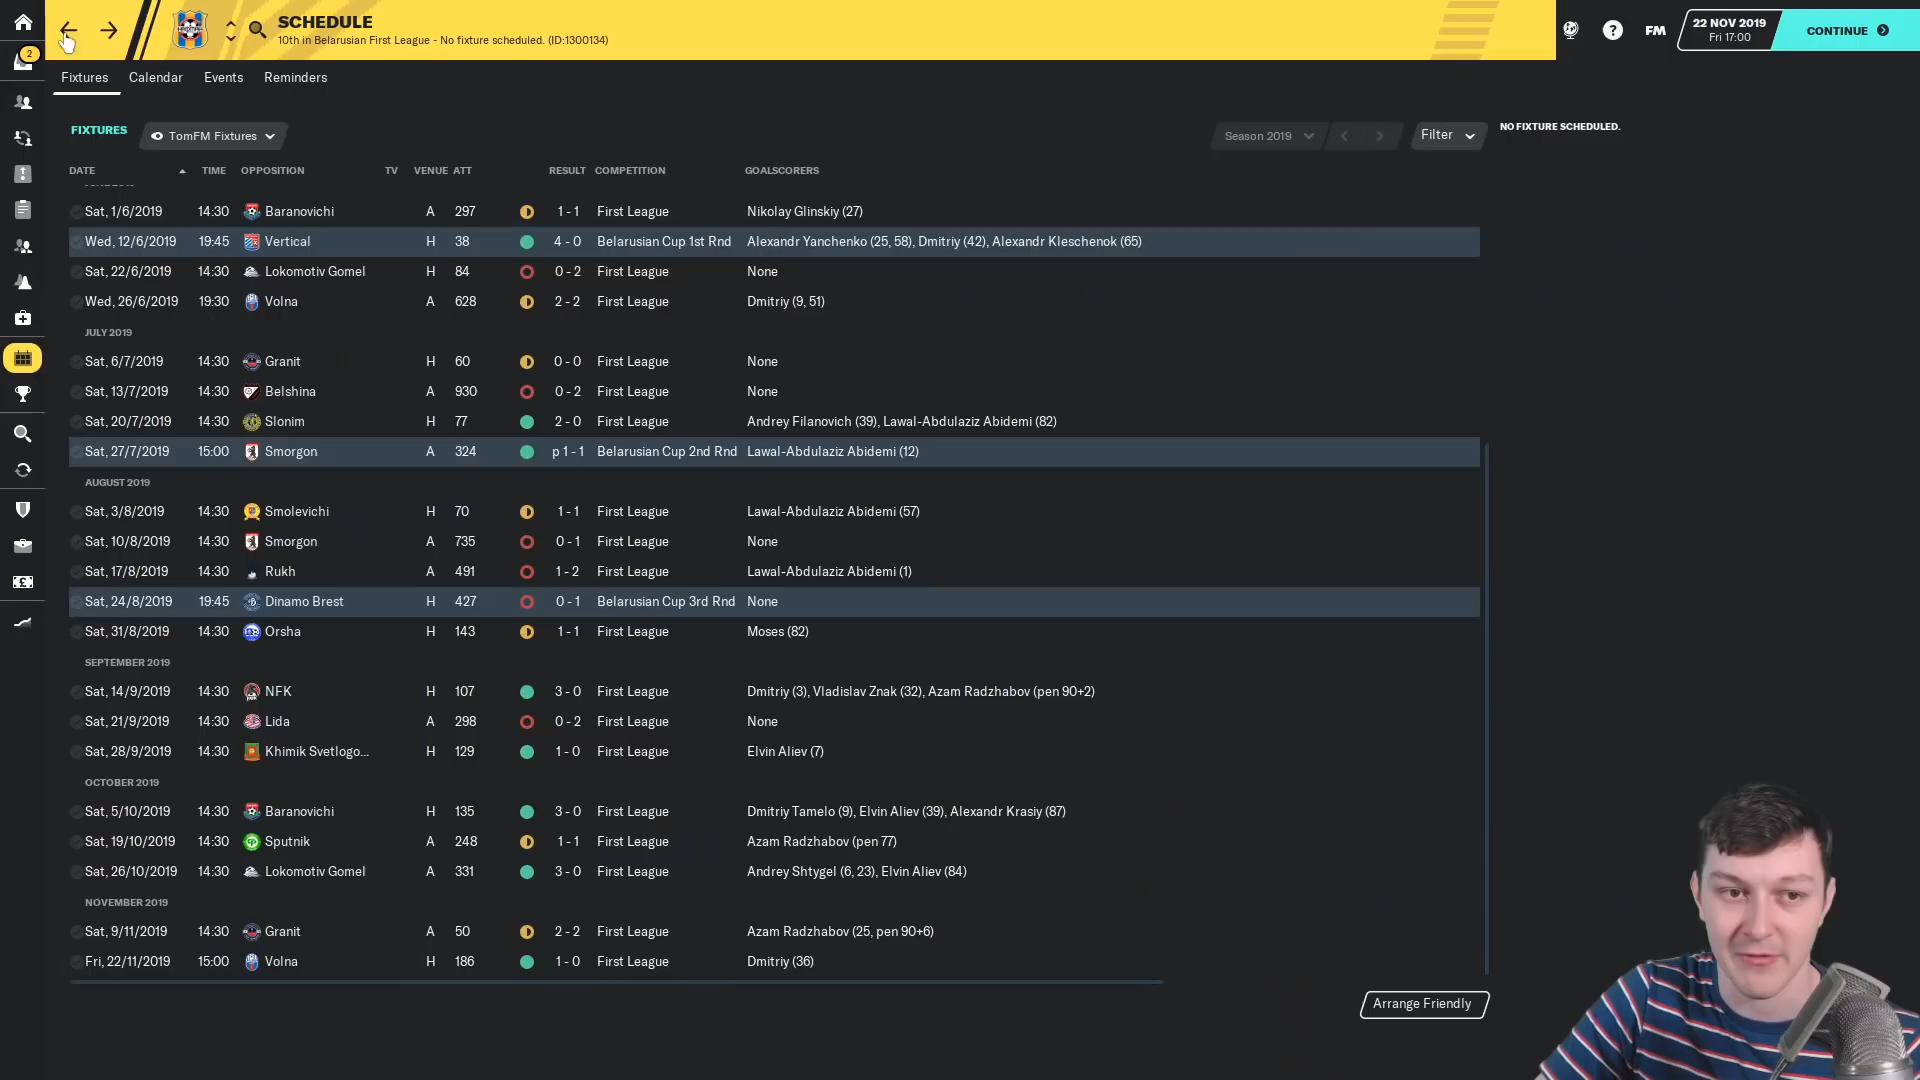 SCHEDULE
10th in Belarusian First League - No fixture scheduled. (ID:1300134)
FM
22 NOV 2019
Fri 17:00
CONTINUE
2
Fixtures Calendar Events Reminders
FIXTURES TomFM Fixtures Season 2019 Filter NO FIXTURE SCHEDULED.
DATE TIME OPPOSITION TV VENUE ATT RESULT COMPETITION GOALSCORERS
Sat, 1/6/2019 14:30 Baranovichi A 297 1 - 1 First League Nikolay Glinskiy (27)
Wed, 12/6/2019 19:45 Vertical H 38 4 - 0 Belarusian Cup 1st Rnd Alexandr Yanchenko (25, 58), Dmitriy (42), Alexandr Kleschenok (65)
Sat, 22/6/2019 14:30 Lokomotiv Gomel H 84 0 - 2 First League None
Wed, 26/6/2019 19:30 Volna A 628 2 - 2 First League Dmitriy (9, 51)
JULY 2019
Sat, 6/7/2019 14:30 Granit H 60 0 - 0 First League None
Sat, 13/7/2019 14:30 Belshina A 930 0 - 2 First League None
Sat, 20/7/2019 14:30 Slonim H 77 2 - 0 First League Andrey Filanovich (39), Lawal-Abdulaziz Abidemi (82)
Sat, 27/7/2019 15:00 Smorgon A 324 p 1 - 1 Belarusian Cup 2nd Rnd Lawal-Abdulaziz Abidemi (12)
AUGUST 2019
Sat, 3/8/2019 14:30 Smolevichi H 70 1 - 1 First League Lawal-Abdulaziz Abidemi (57)
Sat, 10/8/2019 14:30 Smorgon A 735 0 - 1 First League None
Sat, 17/8/2019 14:30 Rukh A 491 1 - 2 First League Lawal-Abdulaziz Abidemi (1)
Sat, 24/8/2019 19:45 Dinamo Brest H 427 0 - 1 Belarusian Cup 3rd Rnd None
Sat, 31/8/2019 14:30 Orsha H 143 1 - 1 First League Moses (82)
SEPTEMBER 2019
Sat, 14/9/2019 14:30 NFK H 107 3 - 0 First League Dmitriy (3), Vladislav Znak (32), Azam Radzhabov (pen 90+2)
Sat, 21/9/2019 14:30 Lida A 298 0 - 2 First League None
Sat, 28/9/2019 14:30 Khimik Svetlogo... H 129 1 - 0 First League Elvin Aliev (7)
OCTOBER 2019
Sat, 5/10/2019 14:30 Baranovichi H 135 3 - 0 First League Dmitriy Tamelo (9), Elvin Aliev (39), Alexandr Krasiy (87)
Sat, 19/10/2019 14:30 Sputnik A 248 1 - 1 First League Azam Radzhabov (pen 77)
Sat, 26/10/2019 14:30 Lokomotiv Gomel A 331 3 - 0 First League Andrey Shtygel (6, 23), Elvin Aliev (84)
NOVEMBER 2019
Sat, 9/11/2019 14:30 Granit A 50 2 - 2 First League Azam Radzhabov (25, pen 90+6)
Fri, 22/11/2019 15:00 Volna H 186 1 - 0 First League Dmitriy (36)
Arrange Friendly